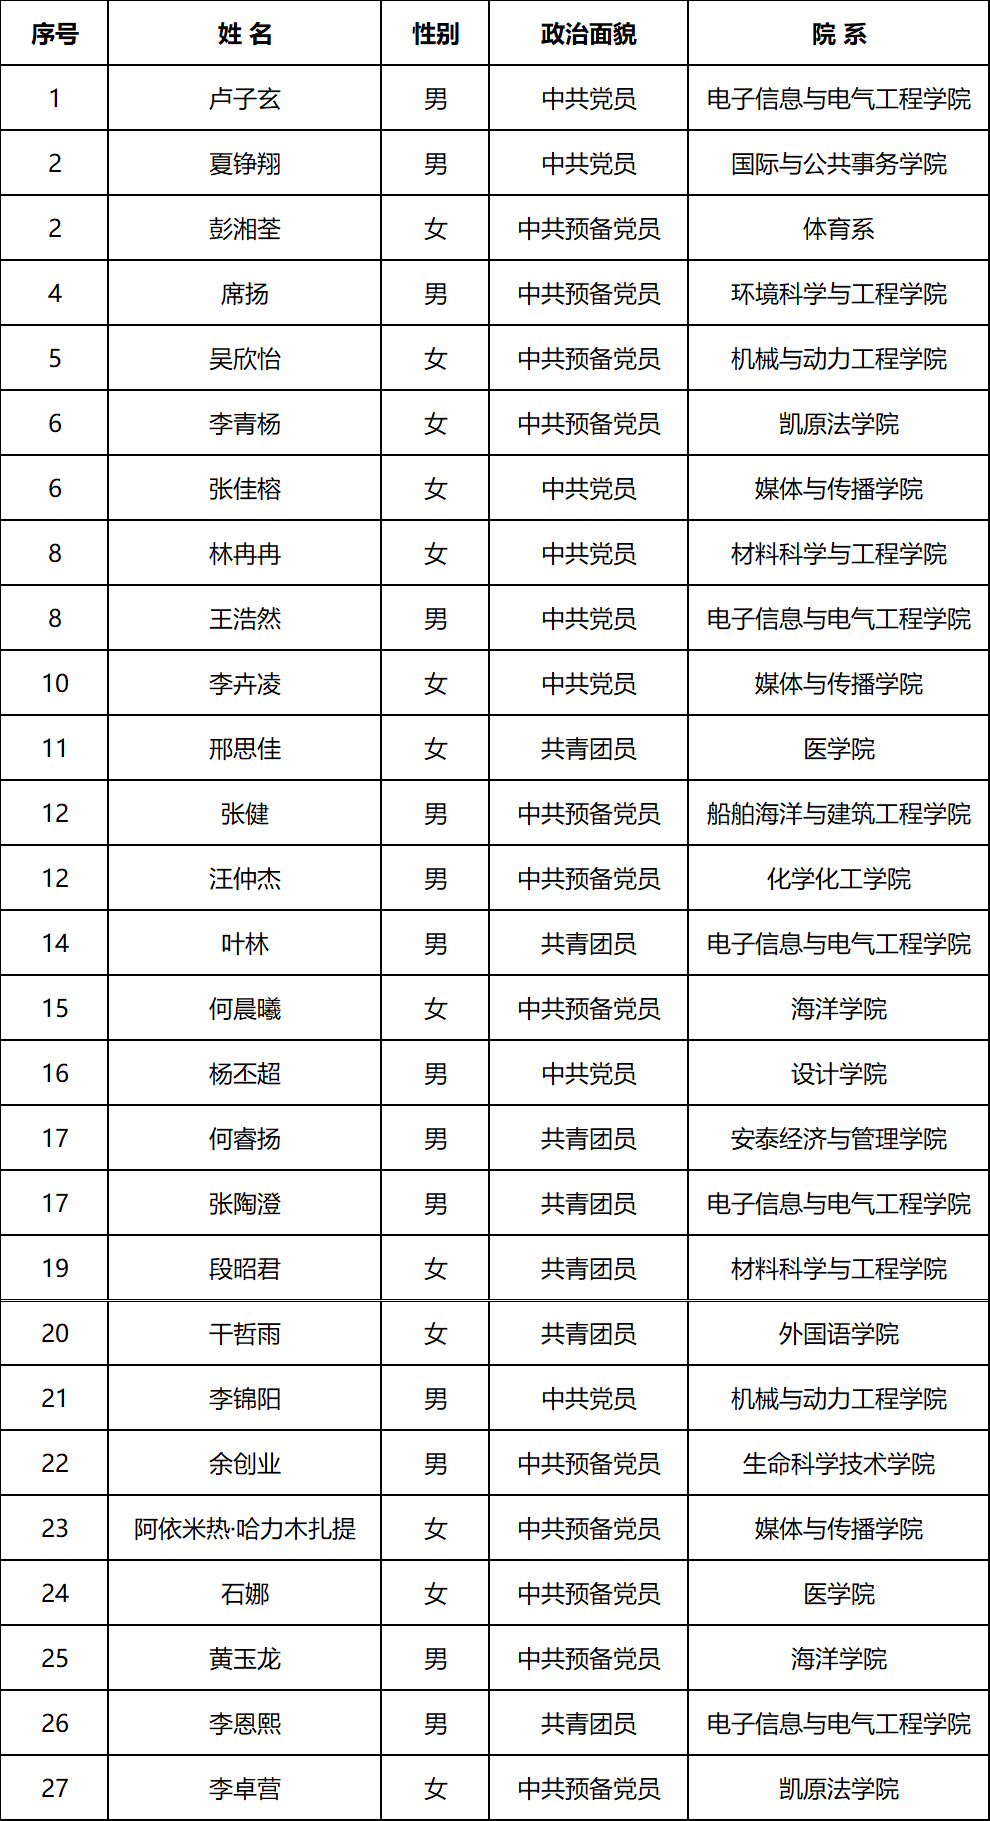 序号 姓 名 性别 政治面貌 院 系
1 卢子玄 男 中共党员 电子信息与电气工程学院
2 夏铮翔 男 中共党员 国际与公共事务学院
2 彭湘荃 女 中共预备党员 体育系
4 席扬 男 中共预备党员 环境科学与工程学院
5 吴欣怡 女 中共预备党员 机械与动力工程学院
6 李青杨 女 中共预备党员 凯原法学院
6 张佳榕 女 中共党员 媒体与传播学院
8 林冉冉 女 中共党员 材料科学与工程学院
8 王浩然 男 中共党员 电子信息与电气工程学院
10 李卉凌 女 中共党员 媒体与传播学院
11 邢思佳 女 共青团员 医学院
12 张健 男 中共预备党员 船舶海洋与建筑工程学院
12 汪仲杰 男 中共预备党员 化学化工学院
14 叶林 男 共青团员 电子信息与电气工程学院
15 何晨曦 女 中共预备党员 海洋学院
16 杨丕超 男 中共党员 设计学院
17 何睿扬 男 共青团员 安泰经济与管理学院
17 张陶澄 男 共青团员 电子信息与电气工程学院
19 段昭君 女 共青团员 材料科学与工程学院
20 干哲雨 女 共青团员 外国语学院
21 李锦阳 男 中共党员 机械与动力工程学院
22 余创业 男 中共预备党员 生命科学技术学院
23 阿依米热·哈力木扎提 女 中共预备党员 媒体与传播学院
24 石娜 女 中共预备党员 医学院
25 黄玉龙 男 中共预备党员 海洋学院
26 李恩熙 男 共青团员 电子信息与电气工程学院
27 李卓营 女 中共预备党员 凯原法学院